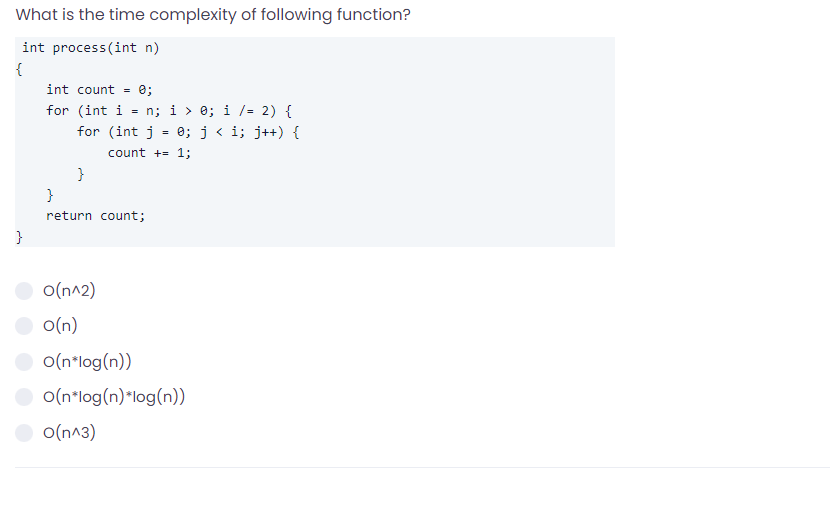 What is the time complexity of following function?
int process(int n)
{
int count = 0;
for (int i = n; i > 0; i /= 2) {
for (int j = 0; j < i; j++) {
count += 1;
}
}
return count;
}
O(n^2)
O(n)
O(n*log(n))
O(n*log(n)*log(n))
O(n^3)